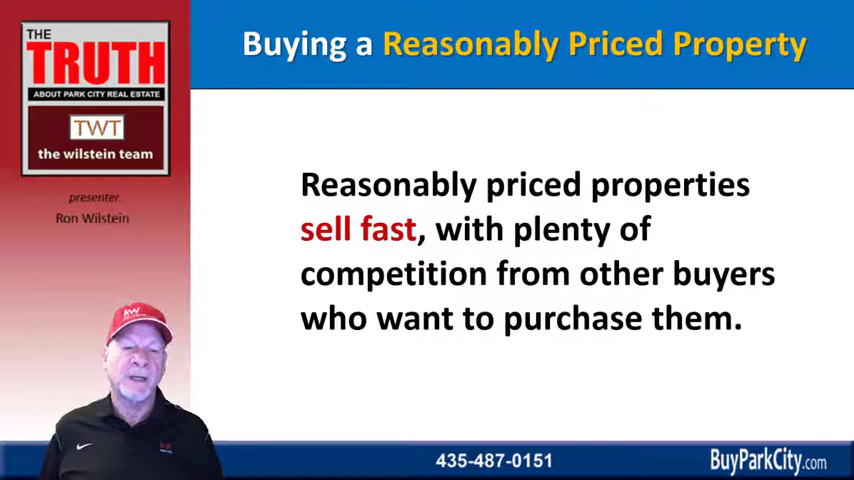 THE
TRUTH
ABOUT PARK CITY REAL ESTATE
TWT
the wilstein team
presenter
Ron Wilstein
Buying a Reasonably Priced Property
Reasonably priced properties
sell fast, with plenty of
competition from other buyers
who want to purchase them.
kw
kw
435-487-0151
BuyParkCity.com